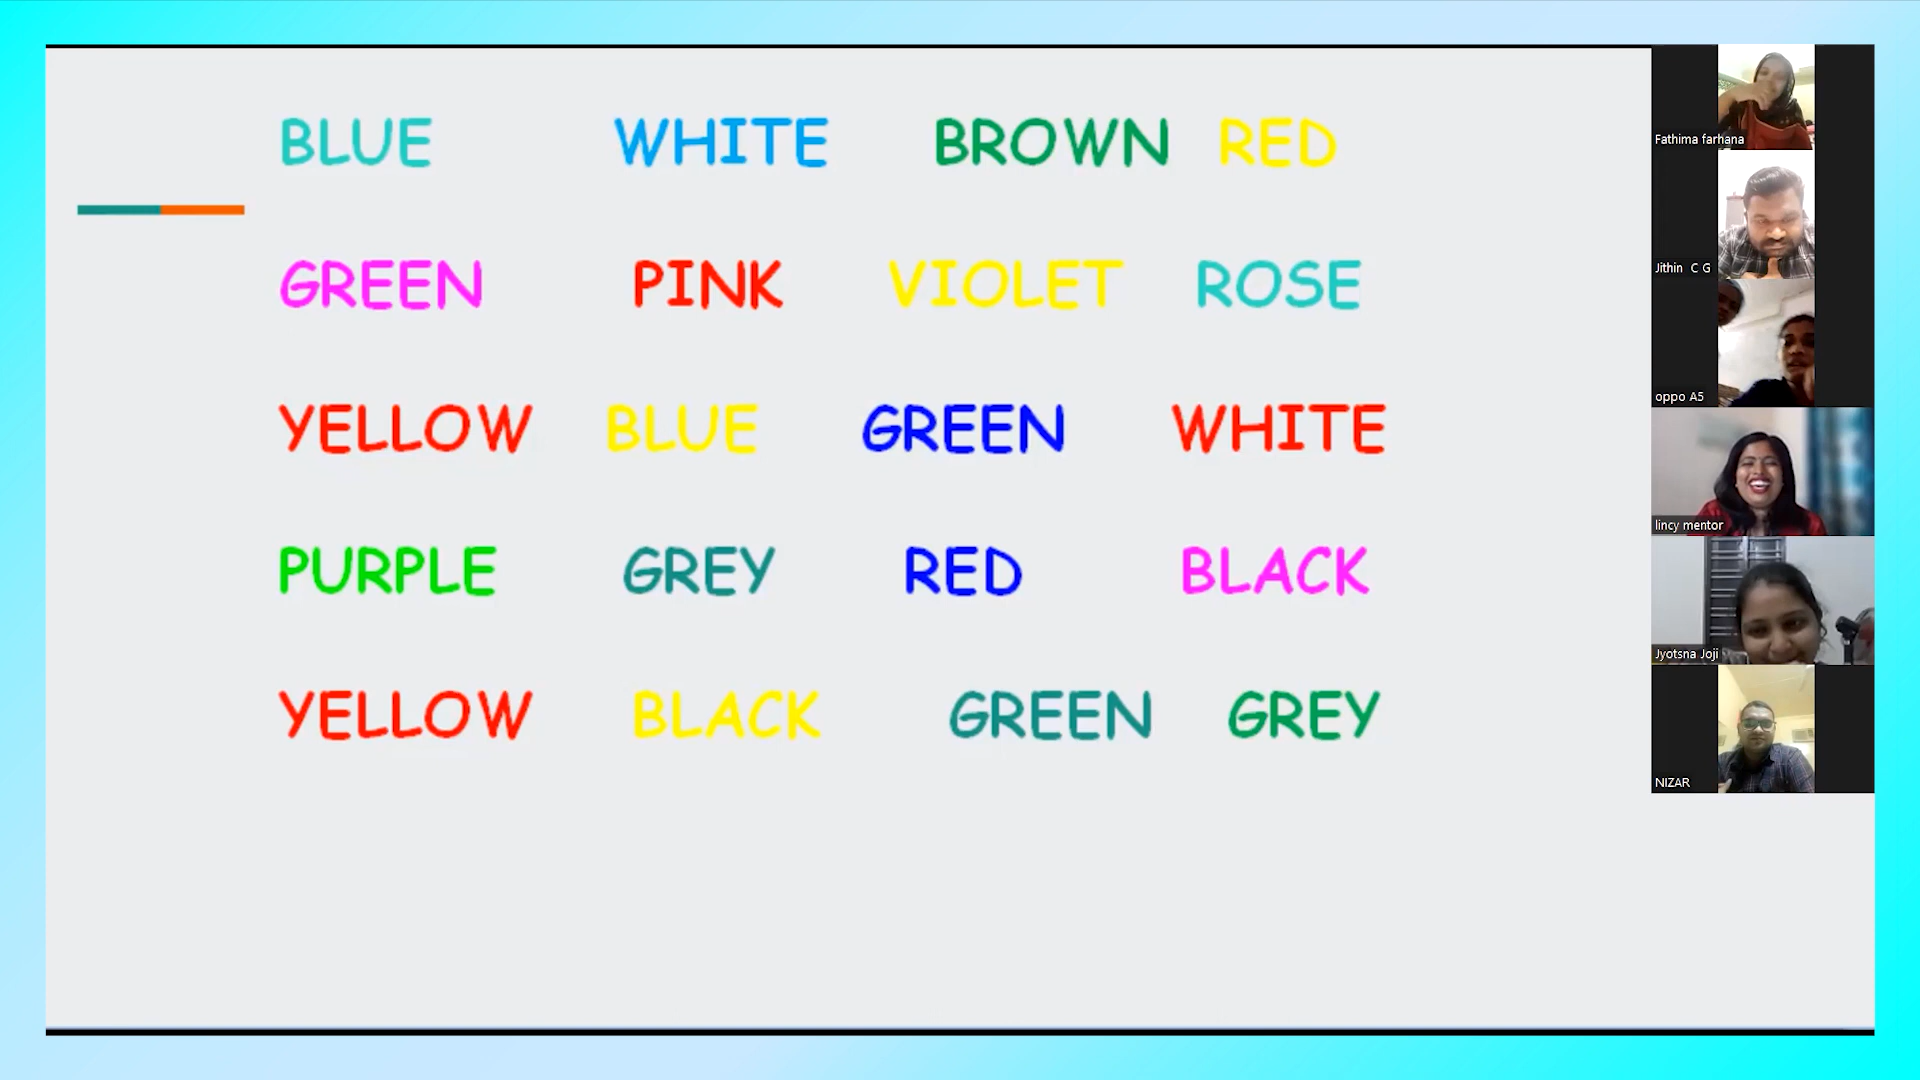 BLUE WHITE BROWN RED
GREEN PINK VIOLET ROSE
YELLOW BLUE GREEN WHITE
PURPLE GREY RED BLACK
YELLOW BLACK GREEN GREY
Fathima farhana
Jithin C G
oppo A5
lincy mentor
Jyotsna Joji
NIZAR